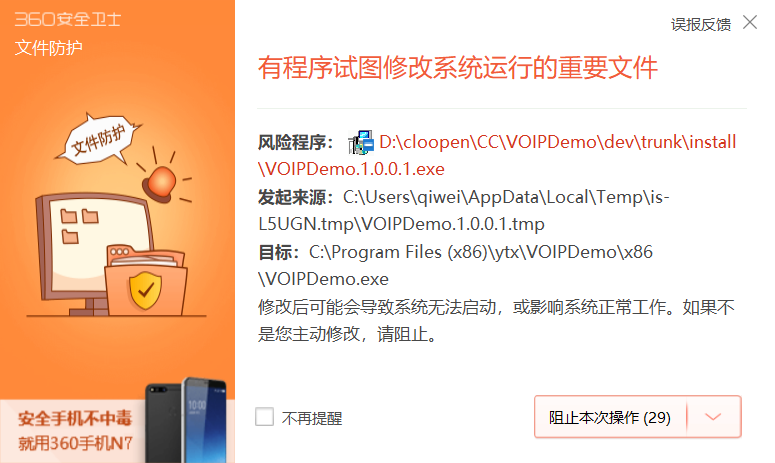 360安全卫士
文件防护
误报反馈
有程序试图修改系统运行的重要文件
文件防护
风险程序： D:\cloopen\CC\VOIPDemo\dev\trunk\install
\VOIPDemo.1.0.0.1.exe
发起来源：C:\Users\qiwei\AppData\Local\Temp\is-
L5UGN.tmp\VOIPDemo.1.0.0.1.tmp
目标：C:\Program Files (x86)\ytx\VOIPDemo\x86
\VOIPDemo.exe
修改后可能会导致系统无法启动，或影响系统正常工作。如果不
是您主动修改，请阻止。
安全手机不中毒
就用360手机N7
不再提醒
阻止本次操作 (29)